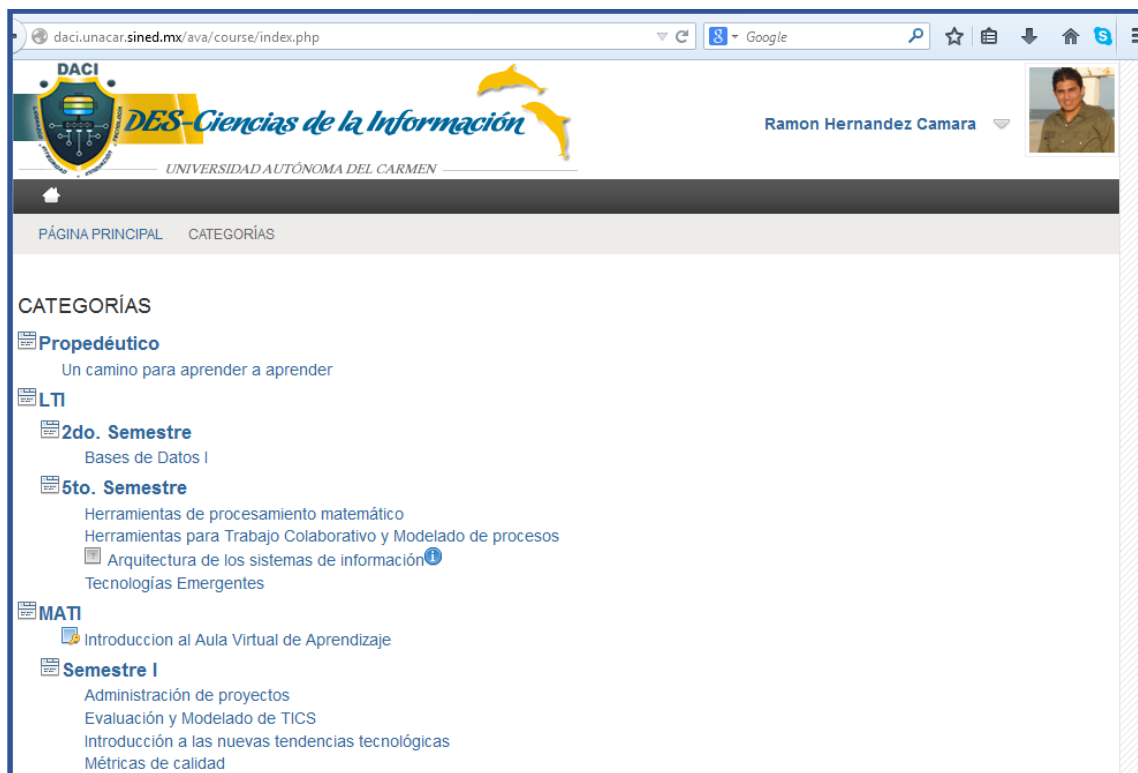 daci.unacar.sined.mx/ava/course/index.php
8 Google
DACI
DES-Ciencias de la Información
Ramon Hernandez Camara
UNIVERSIDAD AUTÓNOMA DEL CARMEN
PÁGINA PRINCIPAL CATEGORÍAS
CATEGORÍAS
Propedéutico
Un camino para aprender a aprender
LTI
2do. Semestre
Bases de Datos I
5to. Semestre
Herramientas de procesamiento matemático
Herramientas para Trabajo Colaborativo y Modelado de procesos
Arquitectura de los sistemas de información
Tecnologías Emergentes
MATI
Introduccion al Aula Virtual de Aprendizaje
Semestre I
Administración de proyectos
Evaluación y Modelado de TICS
Introducción a las nuevas tendencias tecnológicas
Métricas de calidad